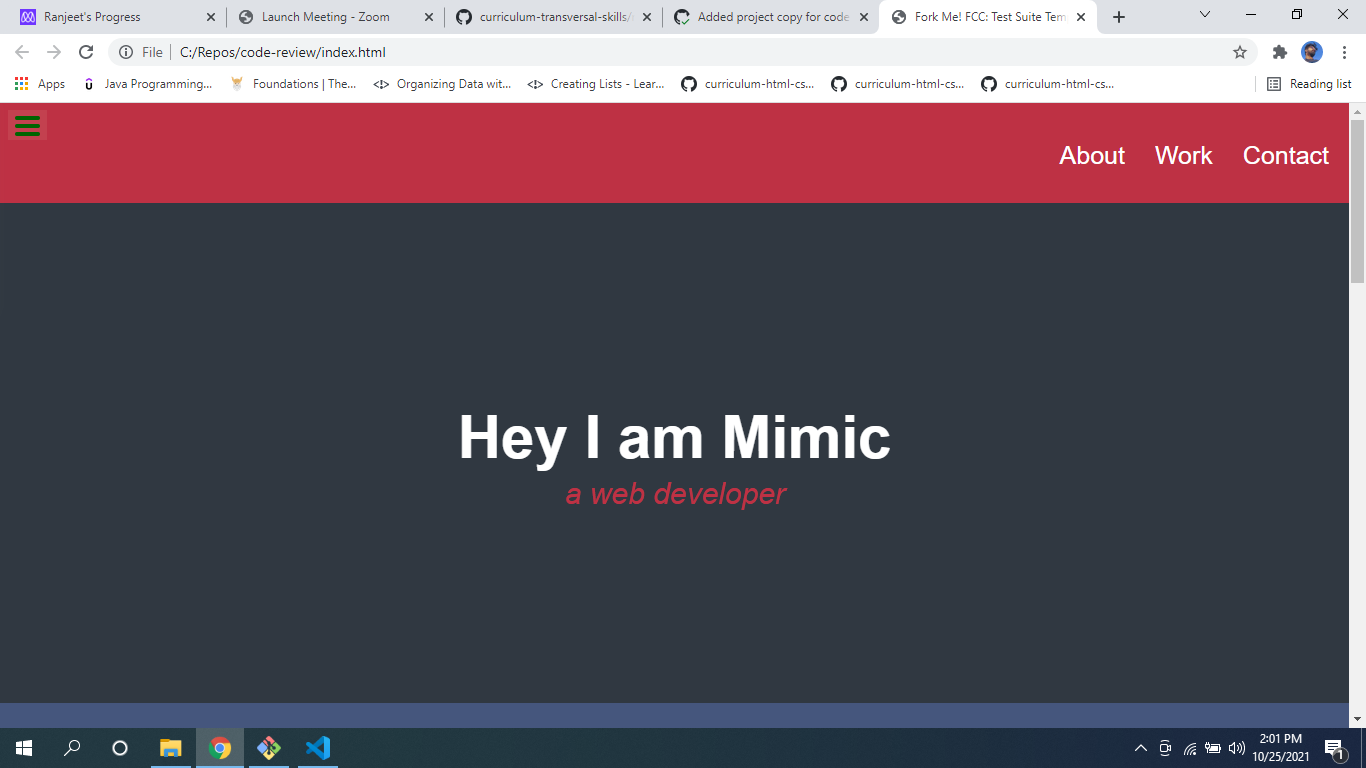 Ranjeet's Progress
Launch Meeting - Zoom
curriculum-transversal-skills/
Added project copy for code
Fork Me! FCC: Test Suite Tem
File
C:/Repos/code-review/index.html
Apps
Java Programming...
Foundations | The...
Organizing Data wit...
Creating Lists - Lear...
curriculum-html-cs...
curriculum-html-cs...
curriculum-html-cs...
Reading list
About
Work
Contact
Hey I am Mimic
a web developer
2:01 PM
10/25/2021
1